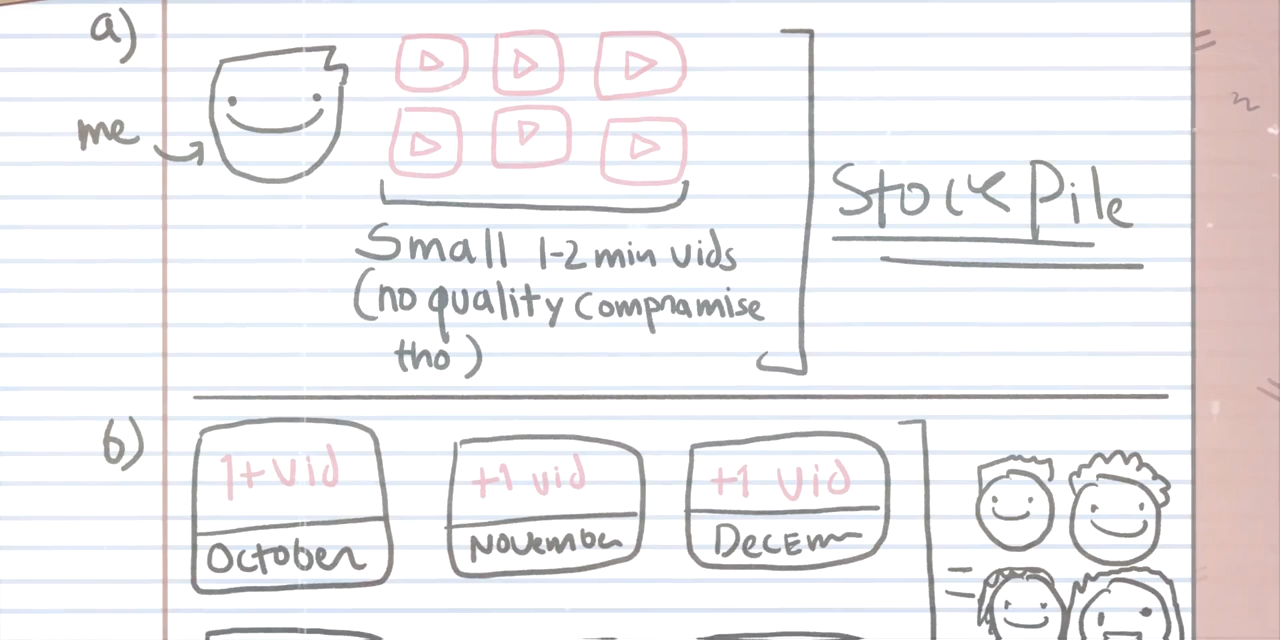 a)
me
Small 1-2 min vids
(no quality compramise
tho)
StockPile
b)
1+ vid
October
+1 vid
November
+1 vid
Decem